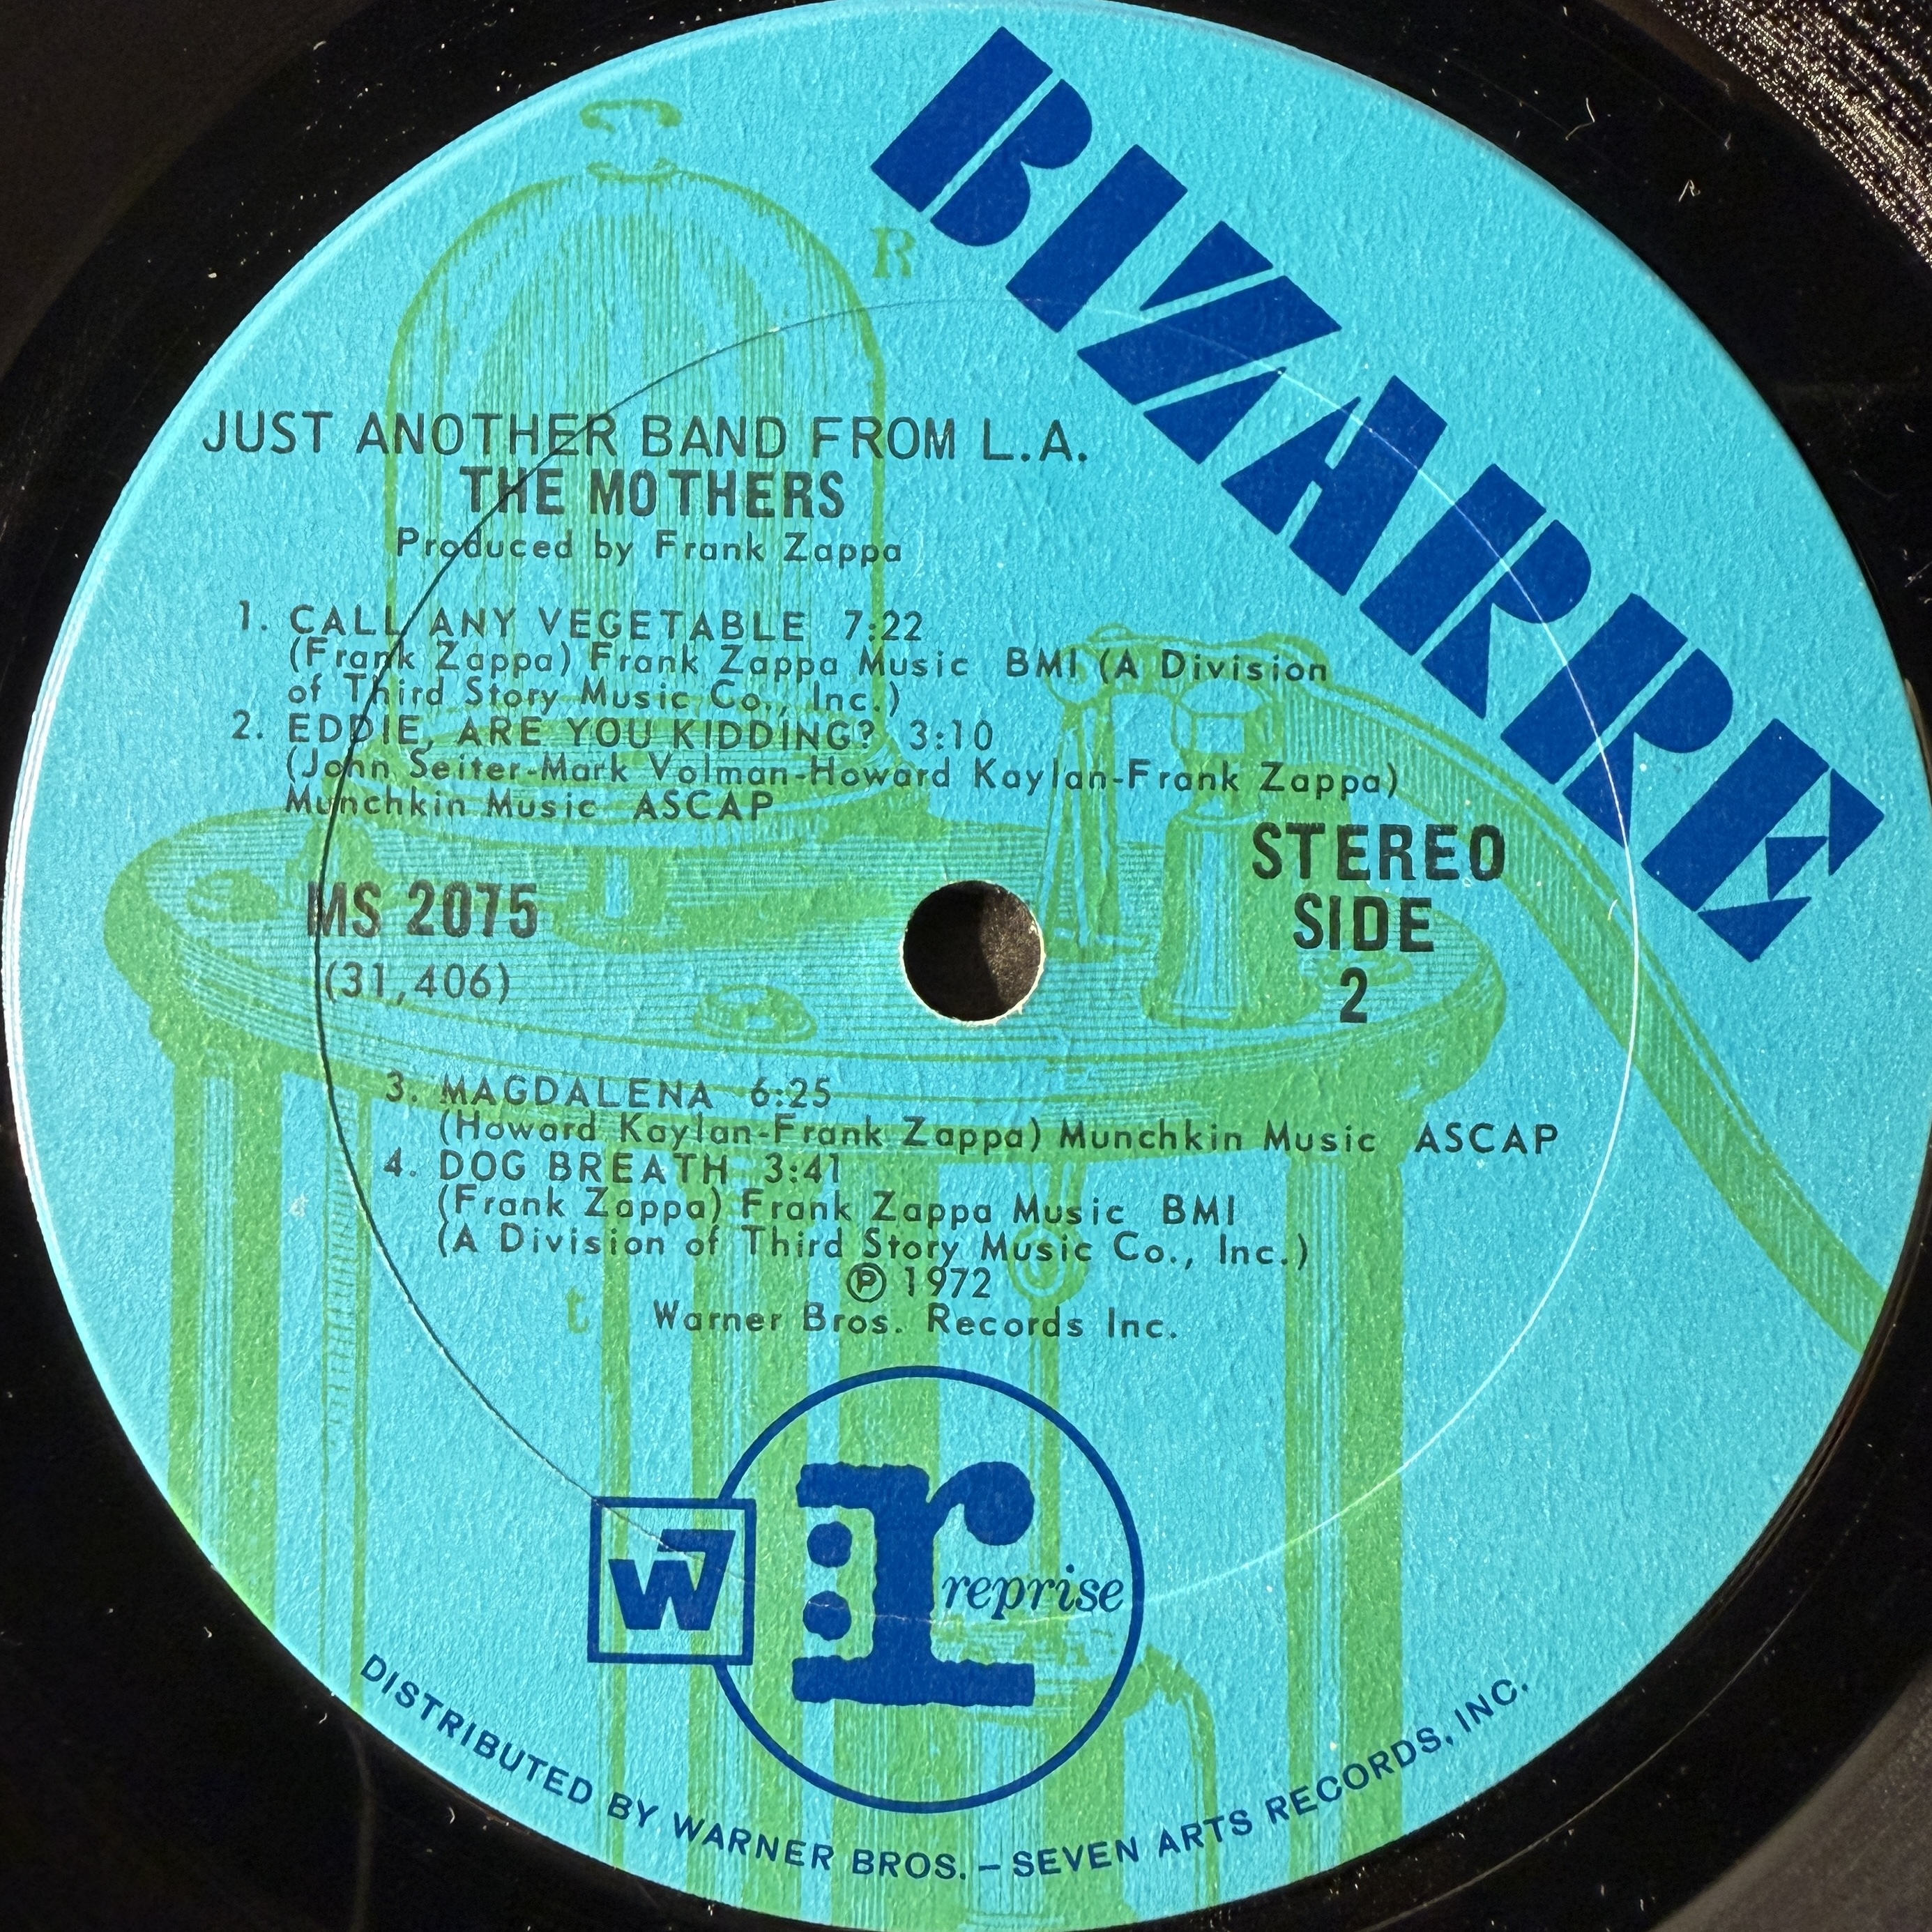 BIZARRE
R
JUST ANOTHER BAND FROM L.A.
THE MOTHERS
Produced by Frank Zappa
1. CALL ANY VEGETABLE 7:22
(Frank Zappa) Frank Zappa Music BMI (A Division
of Third Story Music Co., Inc.)
2. EDDIE, ARE YOU KIDDING? 3:10
(John Seiter-Mark Volman-Howard Kaylan-Frank Zappa)
Munchkin Music ASCAP
MS 2075
(31,406)
STEREO
SIDE
2
3. MAGDALENA 6:25
(Howard Kaylan-Frank Zappa) Munchkin Music ASCAP
4. DOG BREATH 3:41
(Frank Zappa) Frank Zappa Music BMI
(A Division of Third Story Music Co., Inc.)
Ⓟ 1972
t
Warner Bros. Records Inc.
W7
r
reprise
DISTRIBUTED BY WARNER BROS. – SEVEN ARTS RECORDS, INC.